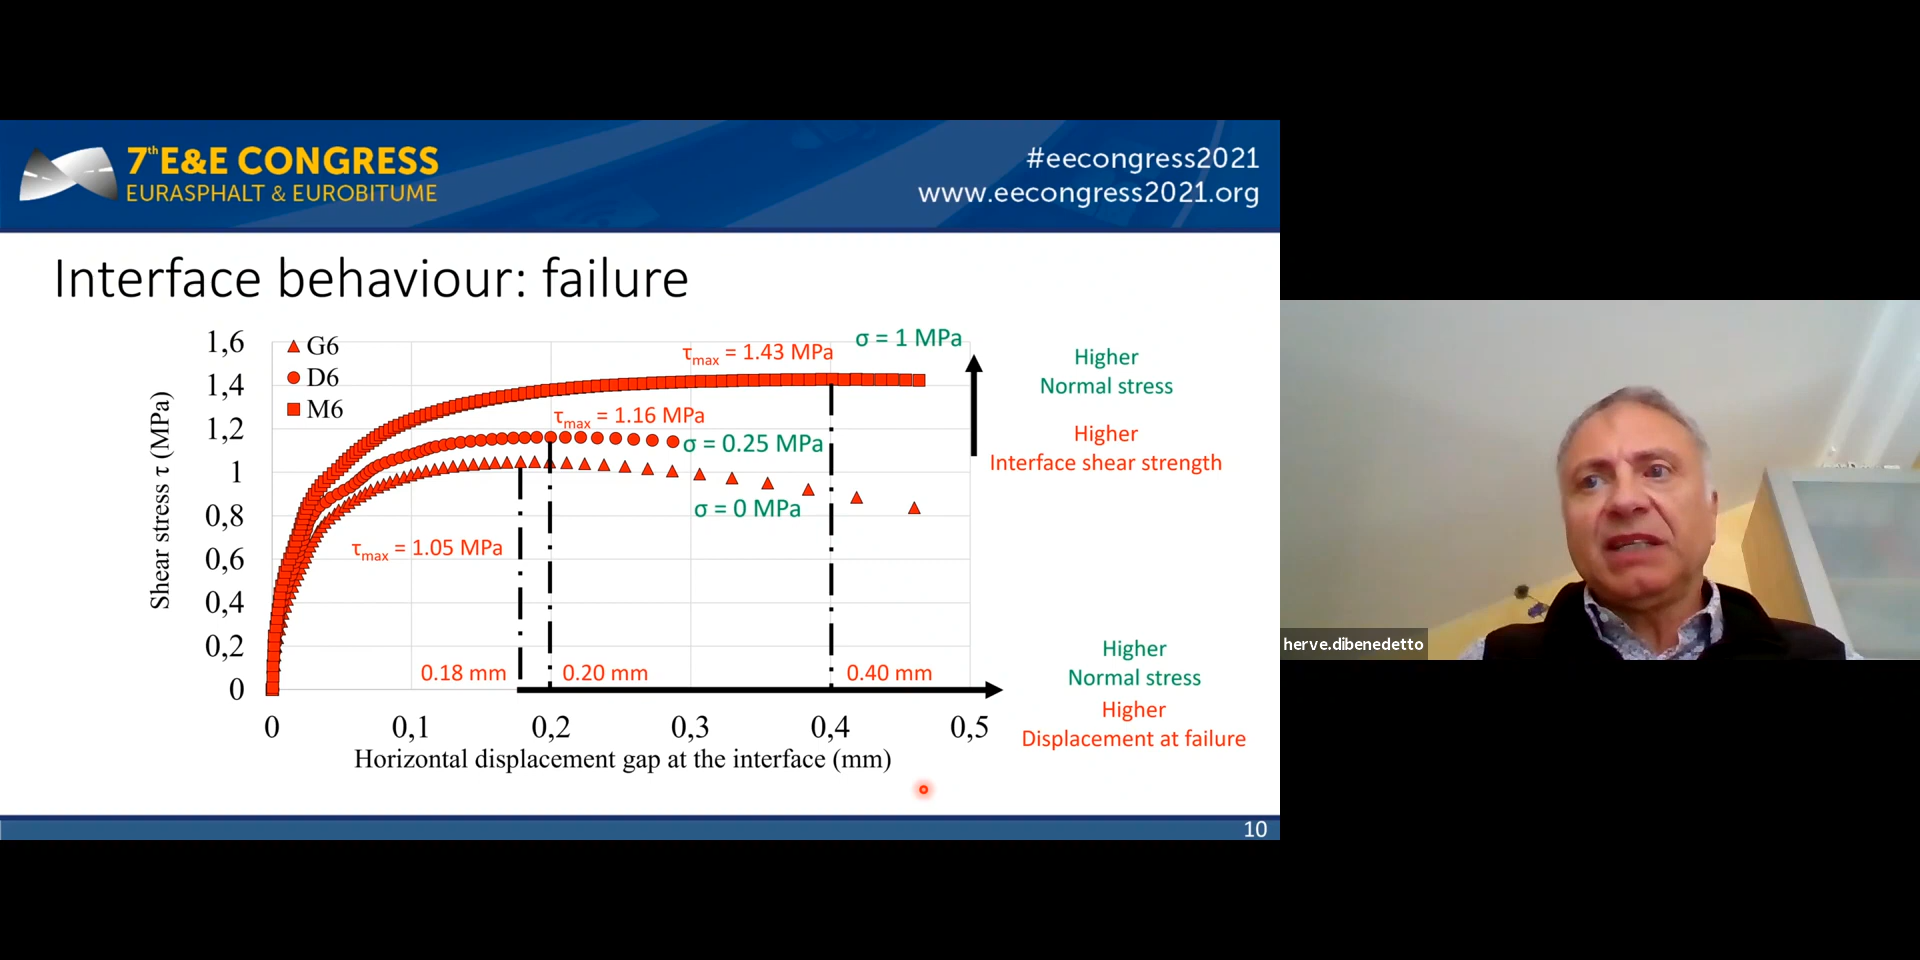 7th E&E CONGRESS
EURASPHALT & EUROBITUME
#eecongress2021
www.eecongress2021.org
Interface behaviour: failure
Shear stress τ (MPa)
1,6
1,4
1,2
1
0,8
0,6
0,4
0,2
0
G6
D6
M6
τmax = 1.43 MPa
σ = 1 MPa
τmax = 1.16 MPa
σ = 0.25 MPa
σ = 0 MPa
τmax = 1.05 MPa
0.18 mm
0.20 mm
0.40 mm
0
0,1
0,2
0,3
0,4
0,5
Horizontal displacement gap at the interface (mm)
Higher
Normal stress
Higher
Interface shear strength
Higher
Normal stress
Higher
Displacement at failure
10
herve.dibenedetto